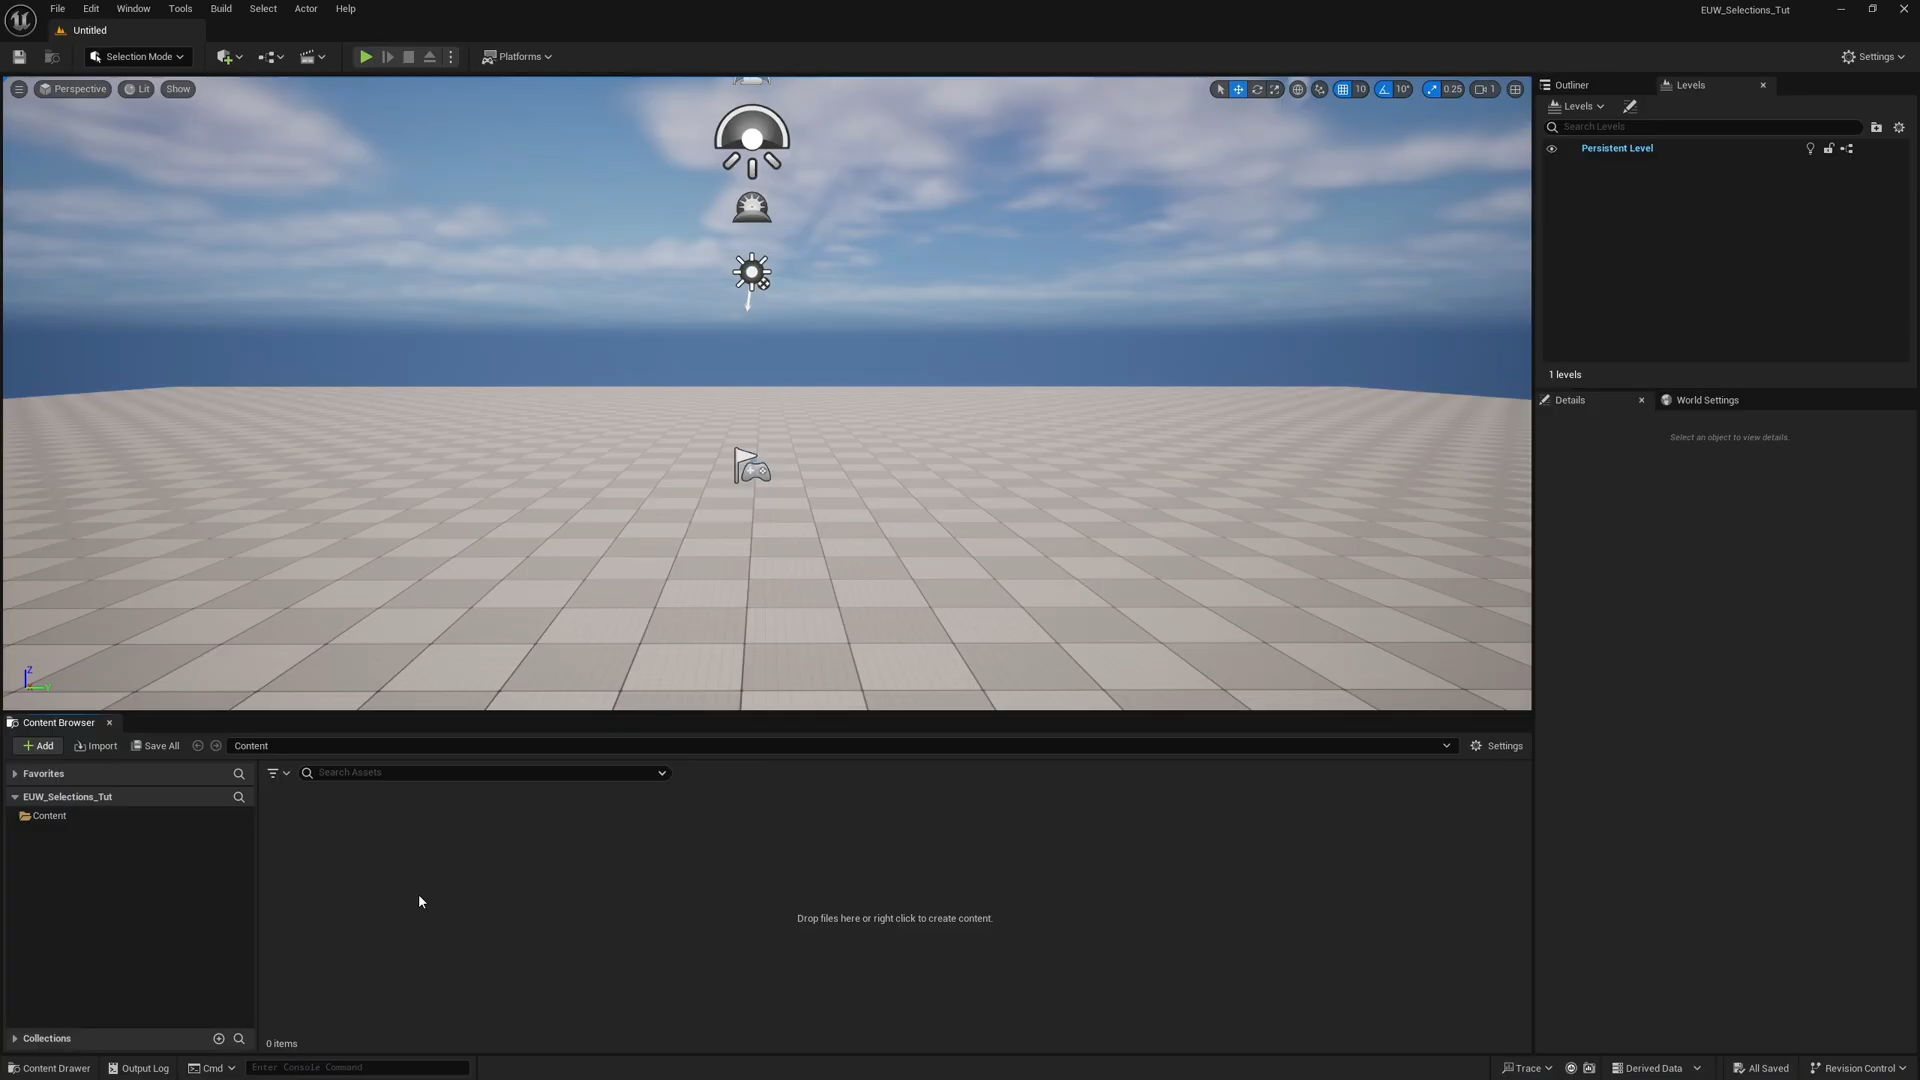 File Edit Window Tools Build Select Actor Help
EUW_Selections_Tut
Untitled
Selection Mode
Platforms
Settings
Perspective
Lit
Show
10
10°
0.25
1
Outliner
Levels
Levels
Search Levels
Persistent Level
1 levels
Details
World Settings
Select an object to view details.
Z
Y
Content Browser
Add
Import
Save All
Content
Settings
Favorites
Search Assets
EUW_Selections_Tut
Content
Drop files here or right click to create content.
Collections
0 items
Content Drawer
Output Log
Cmd
Enter Console Command
Trace
Derived Data
All Saved
Revision Control